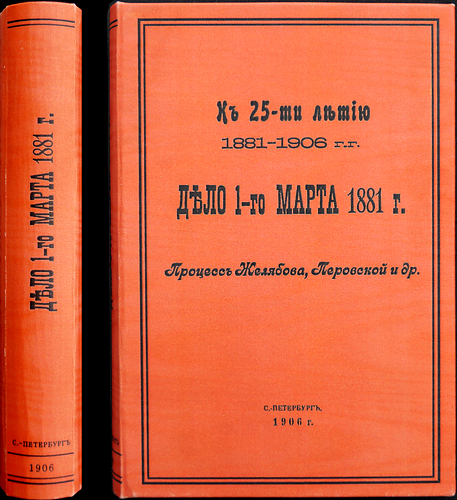 ДѢЛО 1-го МАРТА 1881 г.
С.-ПЕТЕРБУРГЪ
1906
Къ 25-ти лѣтію
1881-1906 г.г.
ДѢЛО 1-го МАРТА 1881 г.
Процессъ Желябова, Перовской и др.
С.-ПЕТЕРБУРГЪ.
1906 г.